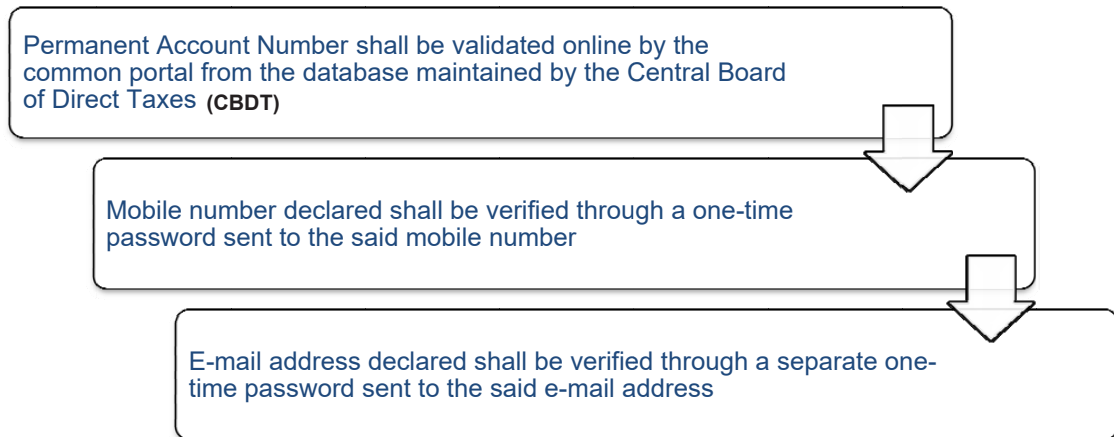 Permanent Account Number shall be validated online by the
common portal from the database maintained by the Central Board
of Direct Taxes (CBDT)
Mobile number declared shall be verified through a one-time
password sent to the said mobile number
E-mail address declared shall be verified through a separate one-
time password sent to the said e-mail address